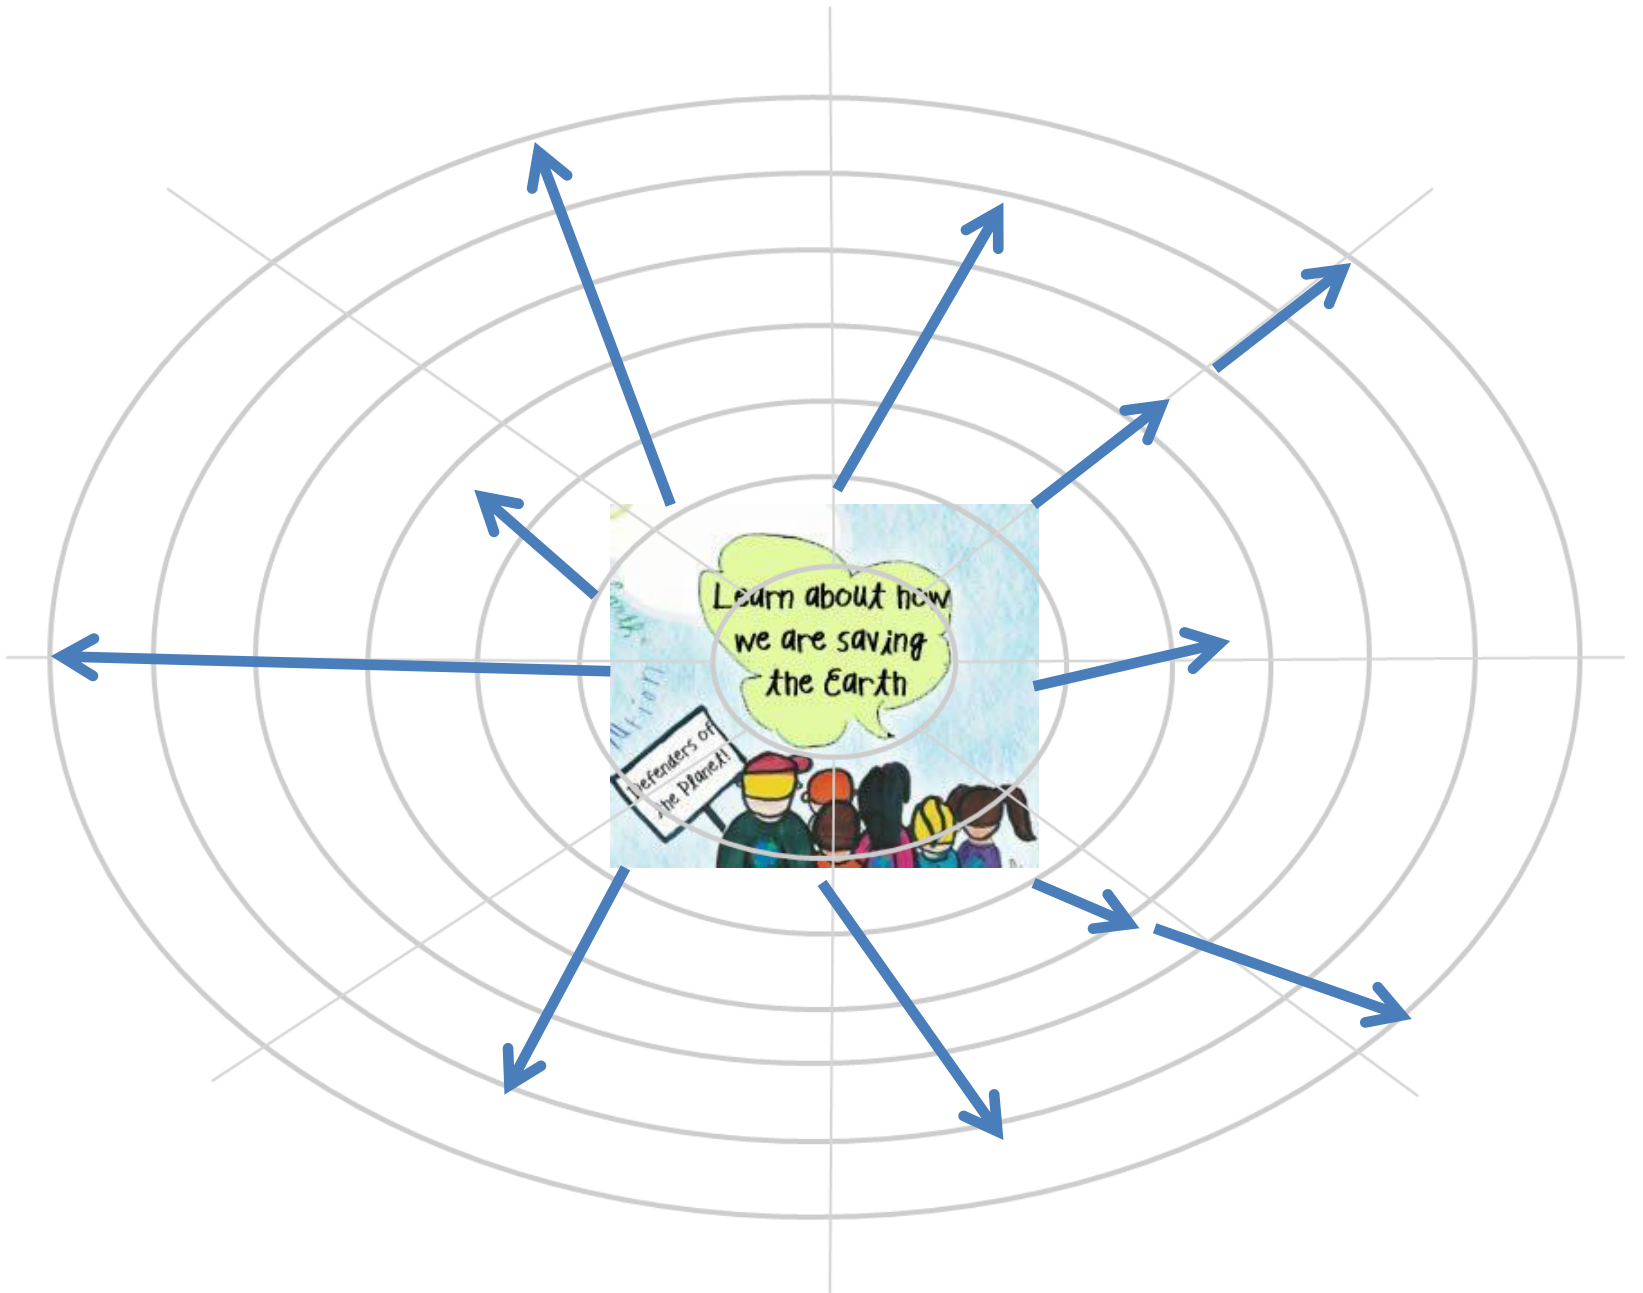 Learn about how
we are saving
the Earth
Defenders of
the Planet!